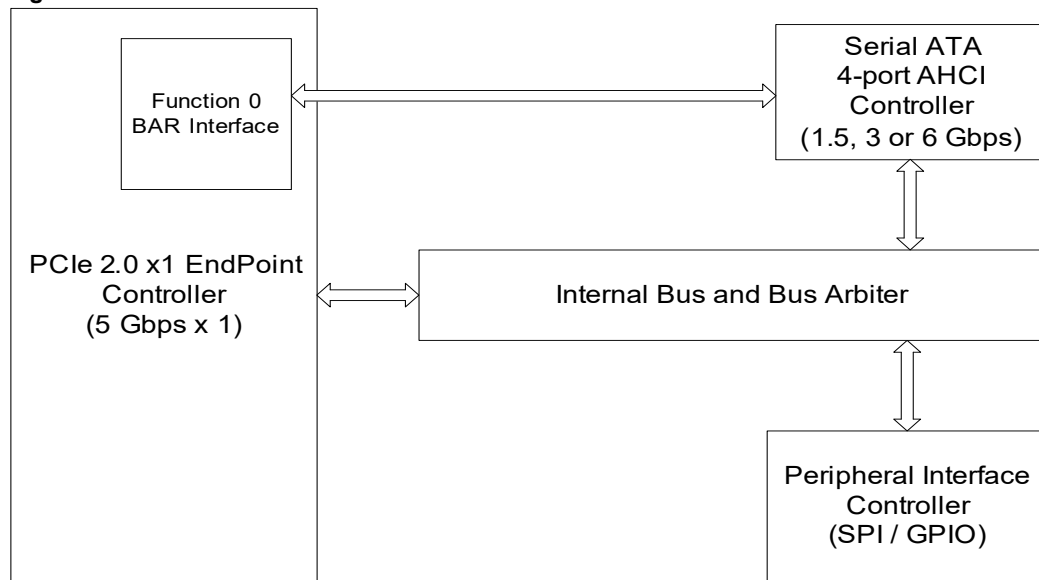 Function 0
BAR Interface
Serial ATA
4-port AHCI
Controller
(1.5, 3 or 6 Gbps)
PCIe 2.0 x1 EndPoint
Controller
(5 Gbps x 1)
Internal Bus and Bus Arbiter
Peripheral Interface
Controller
(SPI / GPIO)